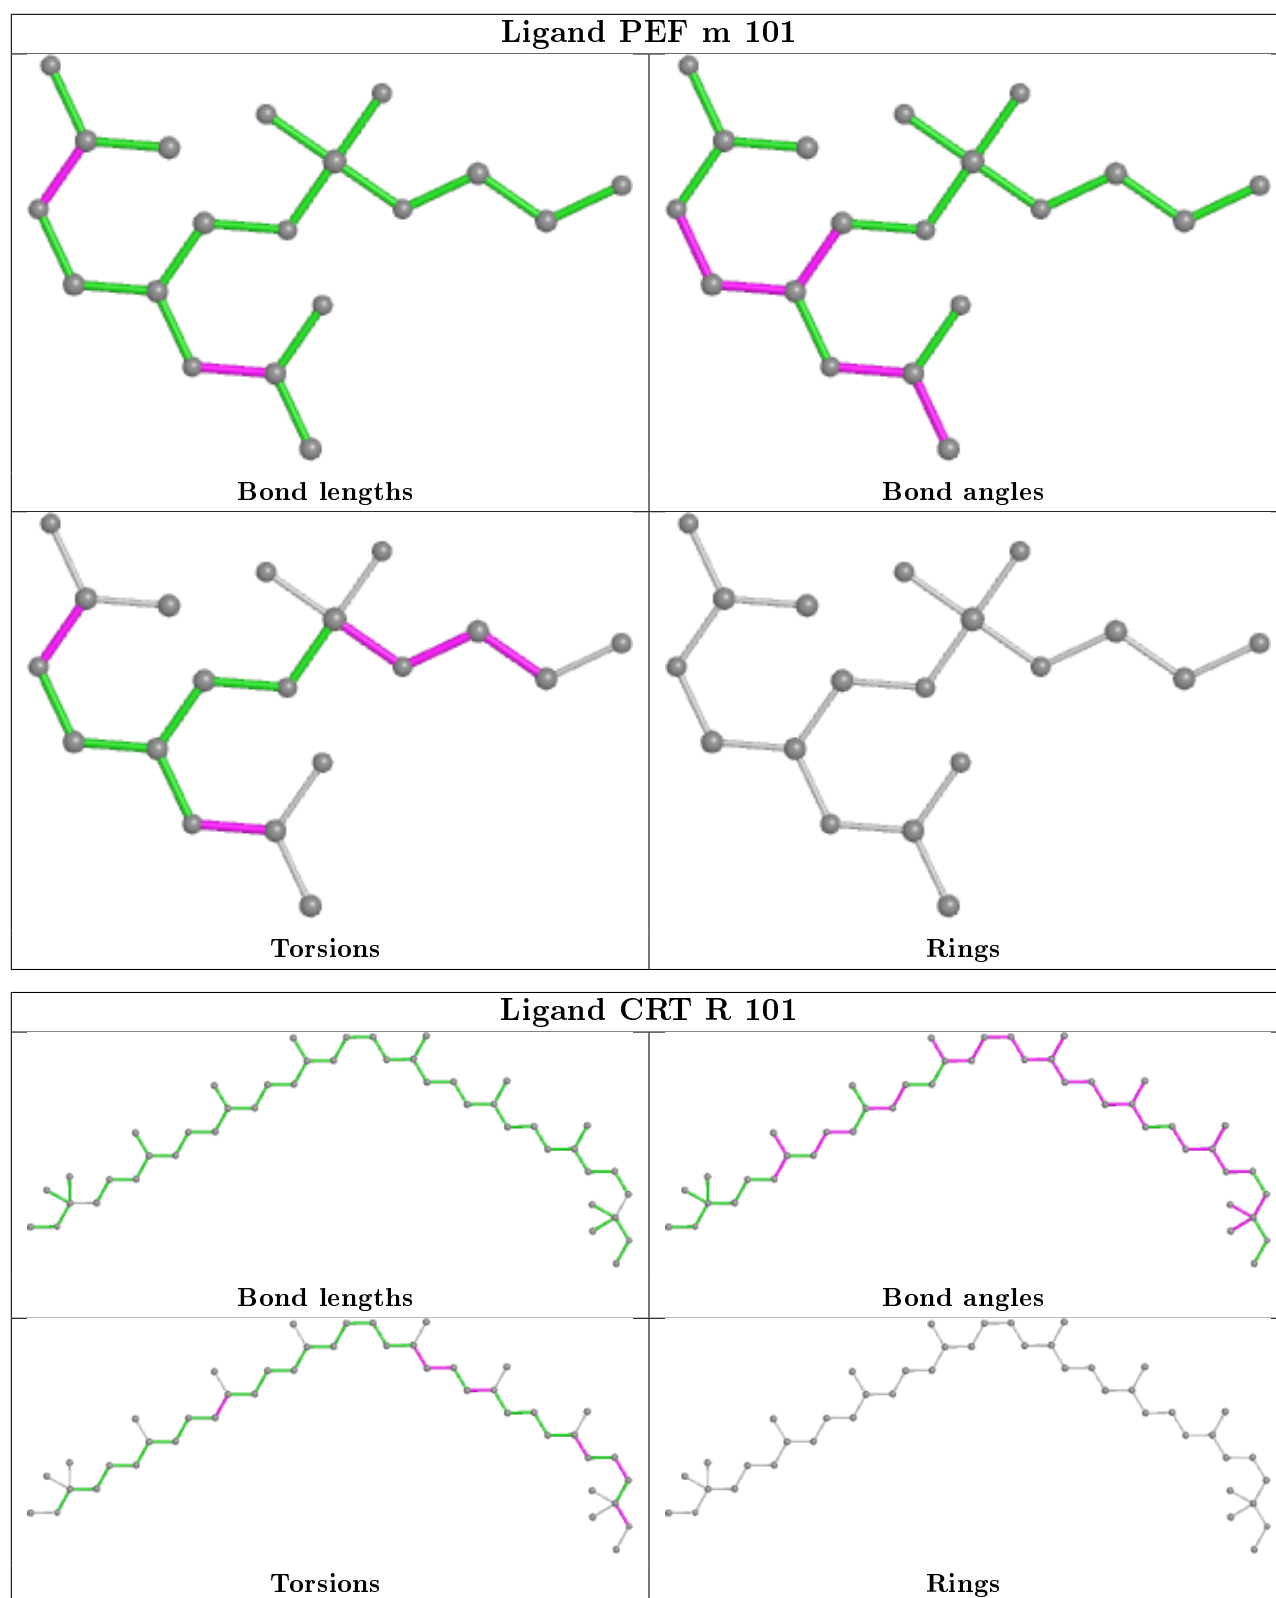 Ligand PEF m 101
Bond lengths
Bond angles
Torsions
Rings
Ligand CRT R 101
Bond lengths
Bond angles
Torsions
Rings